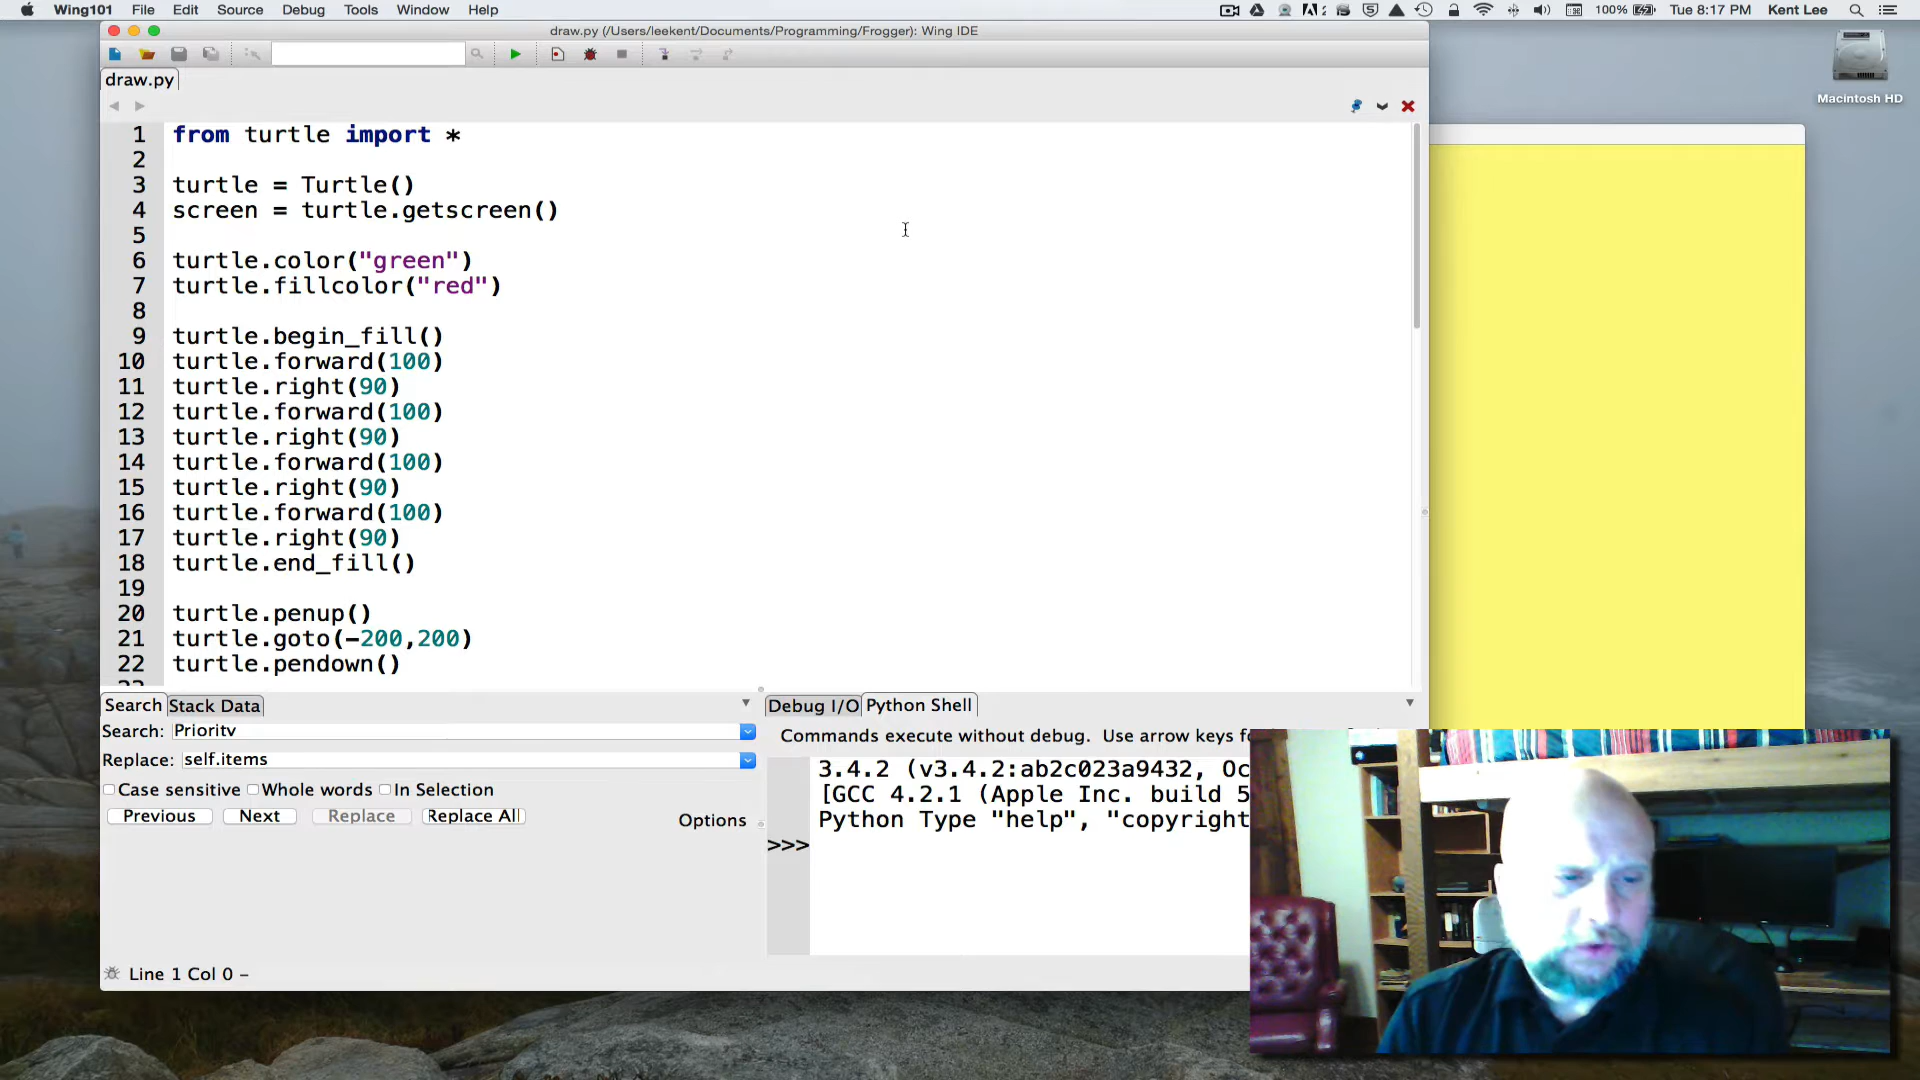 Wing101 File Edit Source Debug Tools Window Help
100% Tue 8:17 PM Kent Lee
draw.py (/Users/leekent/Documents/Programming/Frogger): Wing IDE
Macintosh HD
draw.py
1 from turtle import *
2
3 turtle = Turtle()
4 screen = turtle.getscreen()
5
6 turtle.color("green")
7 turtle.fillcolor("red")
8
9 turtle.begin_fill()
10 turtle.forward(100)
11 turtle.right(90)
12 turtle.forward(100)
13 turtle.right(90)
14 turtle.forward(100)
15 turtle.right(90)
16 turtle.forward(100)
17 turtle.right(90)
18 turtle.end_fill()
19
20 turtle.penup()
21 turtle.goto(-200,200)
22 turtle.pendown()
Search Stack Data
Search: Priority
Replace: self.items
Case sensitive Whole words In Selection
Previous Next Replace Replace All
Options
Debug I/O Python Shell
Commands execute without debug. Use arrow keys
3.4.2 (v3.4.2:ab2c023a9432, Oc
[GCC 4.2.1 (Apple Inc. build 5
Python Type "help", "copyright
>>>
Line 1 Col 0 -